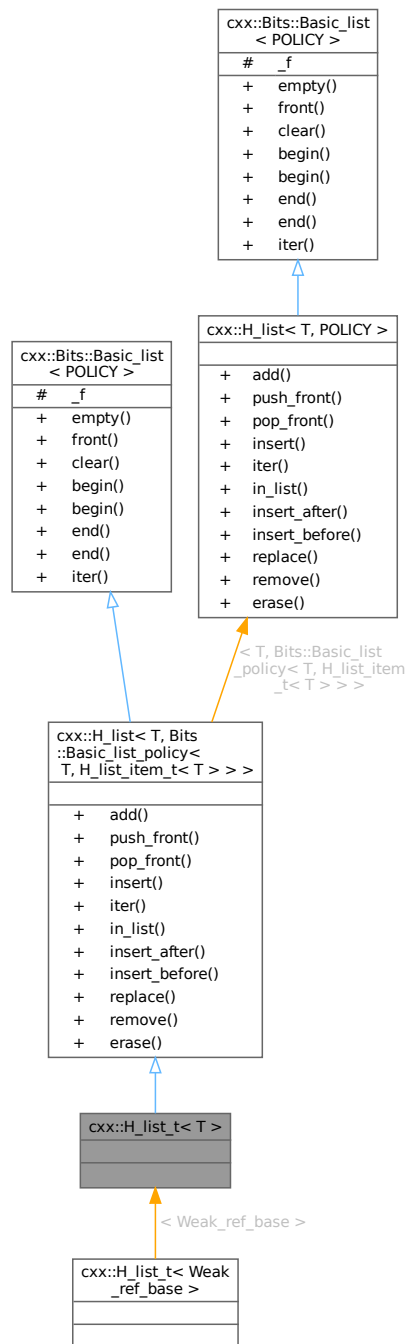 cxx::Bits::Basic_list
< POLICY >
# _f
+ empty()
+ front()
+ clear()
+ begin()
+ begin()
+ end()
+ end()
+ iter()
cxx::H_list< T, POLICY >
+ add()
+ push_front()
+ pop_front()
+ insert()
+ iter()
+ in_list()
+ insert_after()
+ insert_before()
+ replace()
+ remove()
+ erase()
cxx::Bits::Basic_list
< POLICY >
# _f
+ empty()
+ front()
+ clear()
+ begin()
+ begin()
+ end()
+ end()
+ iter()
< T, Bits::Basic_list
_policy< T, H_list_item
_t< T > > >
cxx::H_list< T, Bits
::Basic_list_policy<
T, H_list_item_t< T > > >
+ add()
+ push_front()
+ pop_front()
+ insert()
+ iter()
+ in_list()
+ insert_after()
+ insert_before()
+ replace()
+ remove()
+ erase()
cxx::H_list_t< T >
< Weak_ref_base >
cxx::H_list_t< Weak
_ref_base >